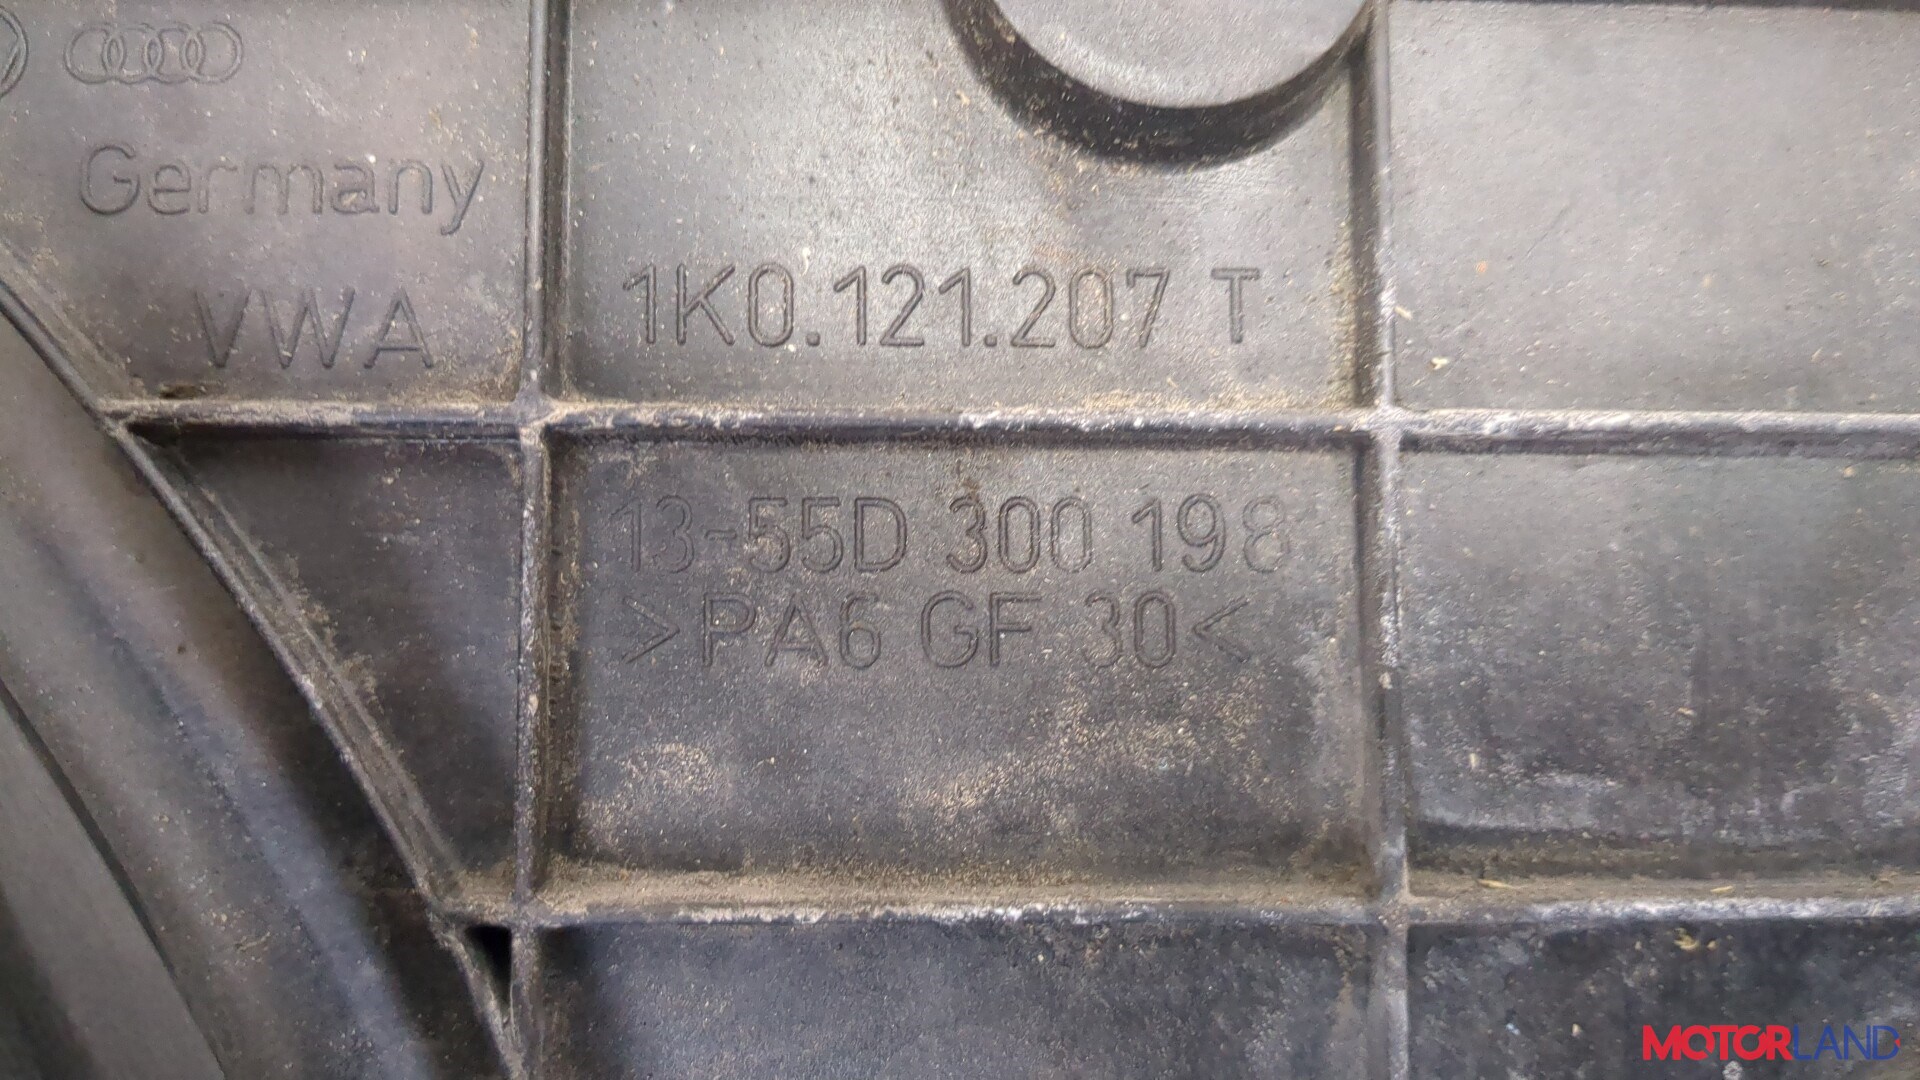 Germany
VWA
1K0.121.207 T
13-55D 300 198
>PA6 GF 30<
MOTORLAND